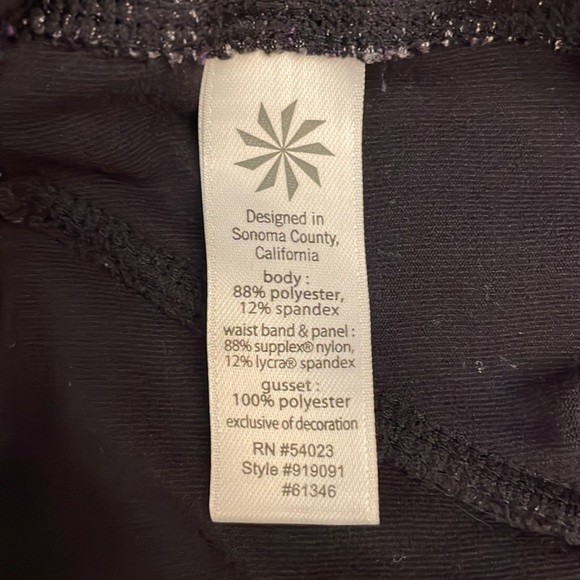 Designed in
Sonoma County,
California
body :
88% polyester,
12% spandex
waist band & panel :
88% supplex® nylon,
12% lycra® spandex
gusset :
100% polyester
exclusive of decoration
RN #54023
Style #919091
#61346